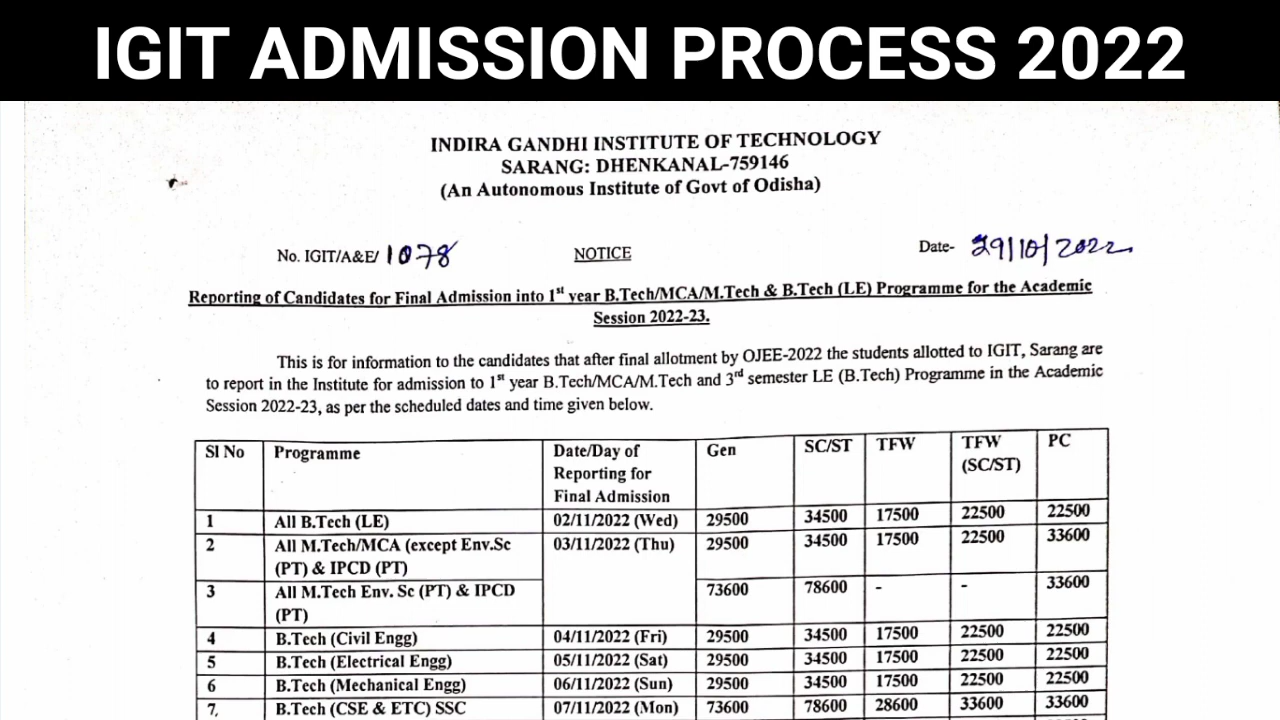 IGIT ADMISSION PROCESS 2022
INDIRA GANDHI INSTITUTE OF TECHNOLOGY
SARANG: DHENKANAL-759146
(An Autonomous Institute of Govt of Odisha)
No. IGIT/A&E/ 1078 NOTICE Date- 29/10/2022
Reporting of Candidates for Final Admission into 1st year B.Tech/MCA/M.Tech & B.Tech (LE) Programme for the Academic
Session 2022-23.
This is for information to the candidates that after final allotment by OJEE-2022 the students allotted to IGIT, Sarang are
to report in the Institute for admission to 1st year B.Tech/MCA/M.Tech and 3rd semester LE (B.Tech) Programme in the Academic
Session 2022-23, as per the scheduled dates and time given below.
Sl No Programme Date/Day of Gen SC/ST TFW TFW PC
Reporting for (SC/ST)
Final Admission
1 All B.Tech (LE) 02/11/2022 (Wed) 29500 34500 17500 22500 22500
2 All M.Tech/MCA (except Env.Sc 03/11/2022 (Thu) 29500 34500 17500 22500 33600
(PT) & IPCD (PT)
3 All M.Tech Env. Sc (PT) & IPCD 73600 78600 - - 33600
(PT)
4 B.Tech (Civil Engg) 04/11/2022 (Fri) 29500 34500 17500 22500 22500
5 B.Tech (Electrical Engg) 05/11/2022 (Sat) 29500 34500 17500 22500 22500
6 B.Tech (Mechanical Engg) 06/11/2022 (Sun) 29500 34500 17500 22500 22500
7, B.Tech (CSE & ETC) SSC 07/11/2022 (Mon) 73600 78600 28600 33600 33600